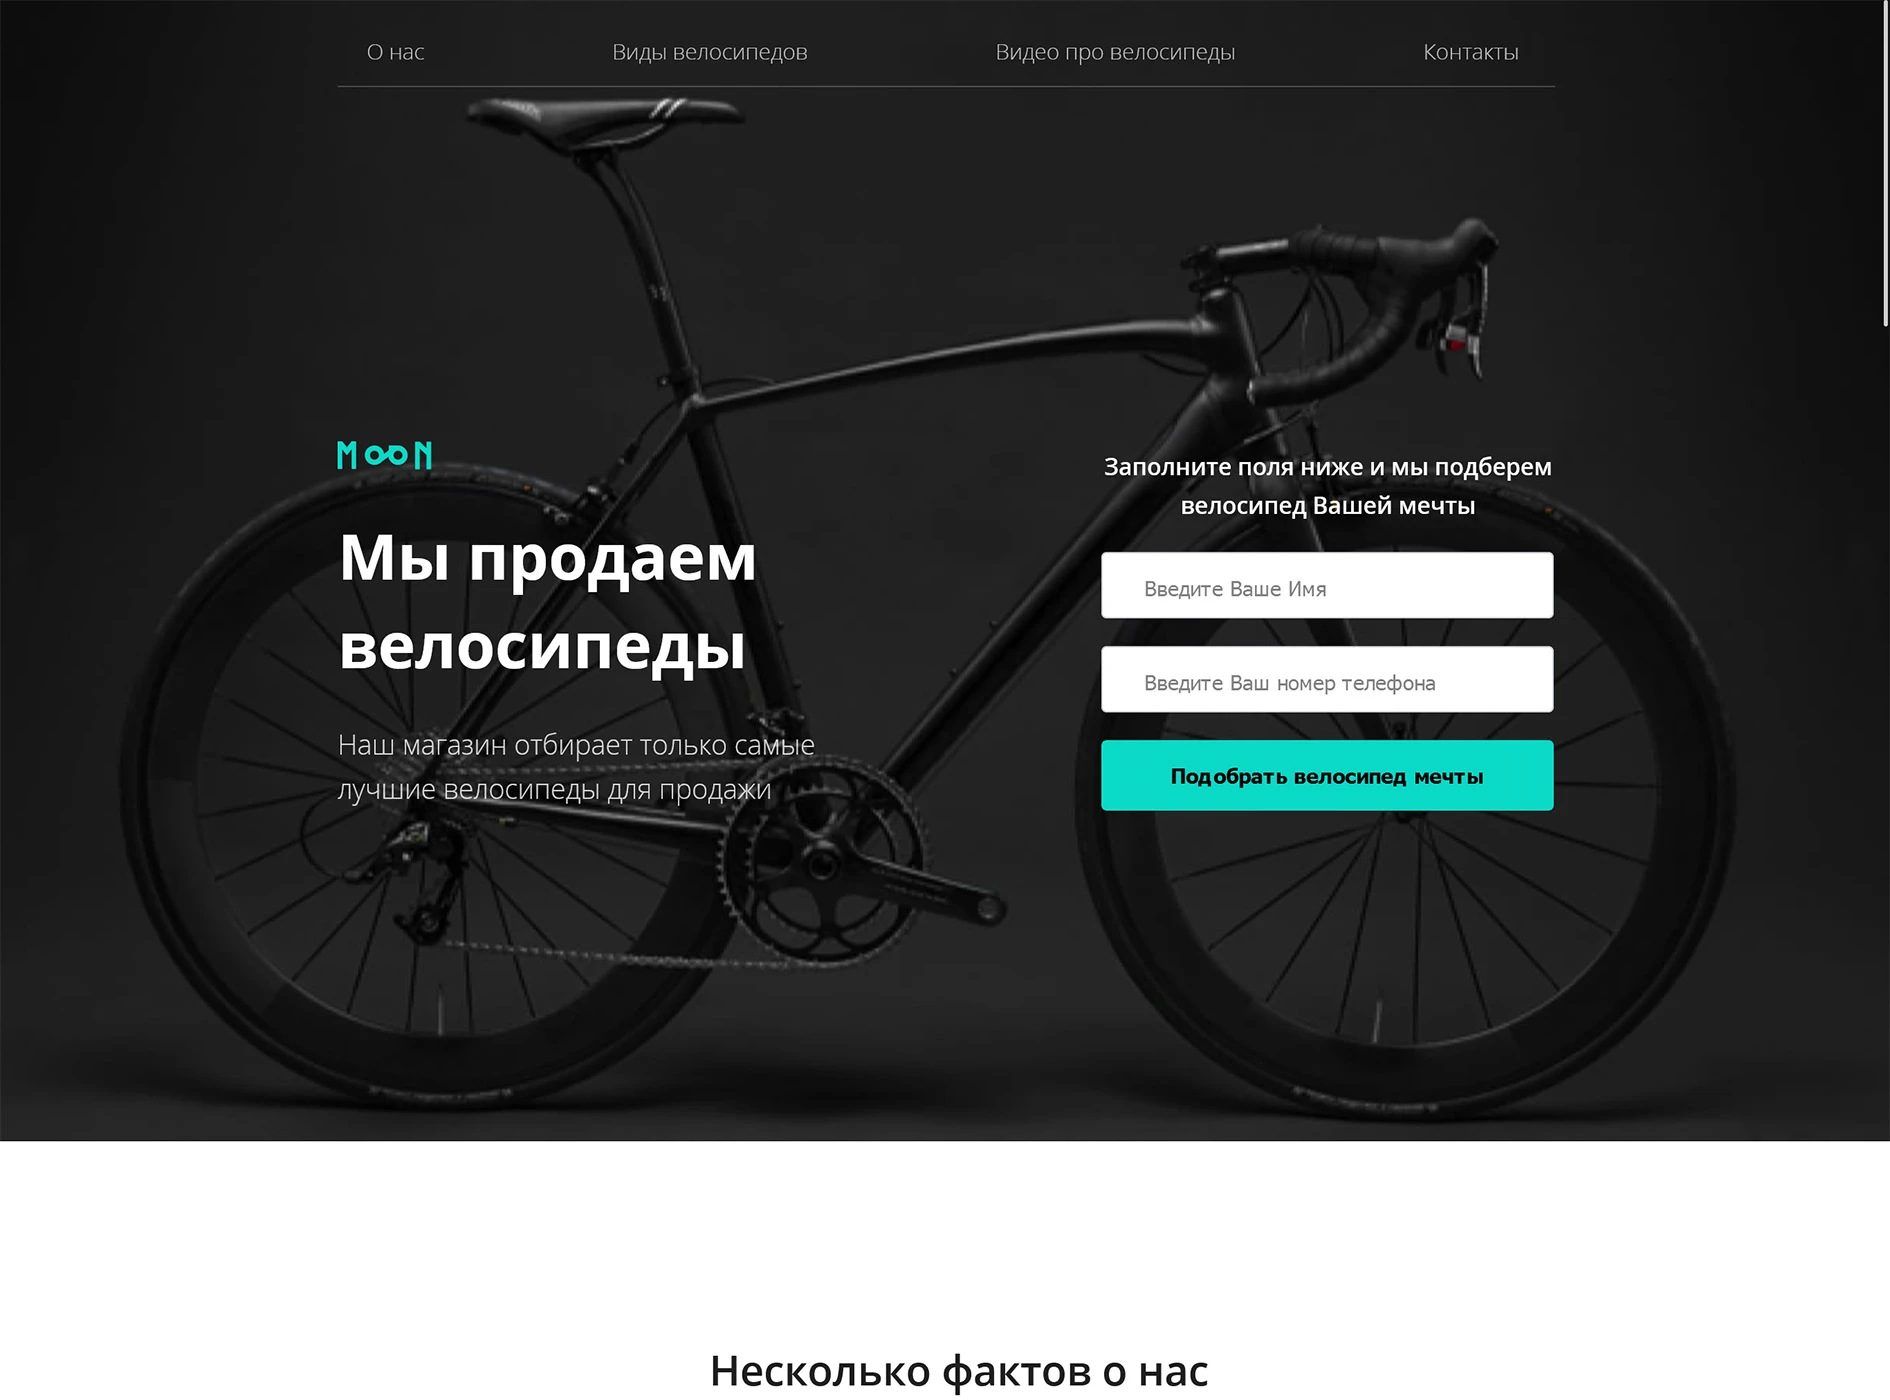 О нас
Виды велосипедов
Видео про велосипеды
Контакты
MOON
Мы продаем
велосипеды
Наш магазин отбирает только самые
лучшие велосипеды для продажи
Заполните поля ниже и мы подберем
велосипед Вашей мечты
Введите Ваше Имя
Введите Ваш номер телефона
Подобрать велосипед мечты
Несколько фактов о нас